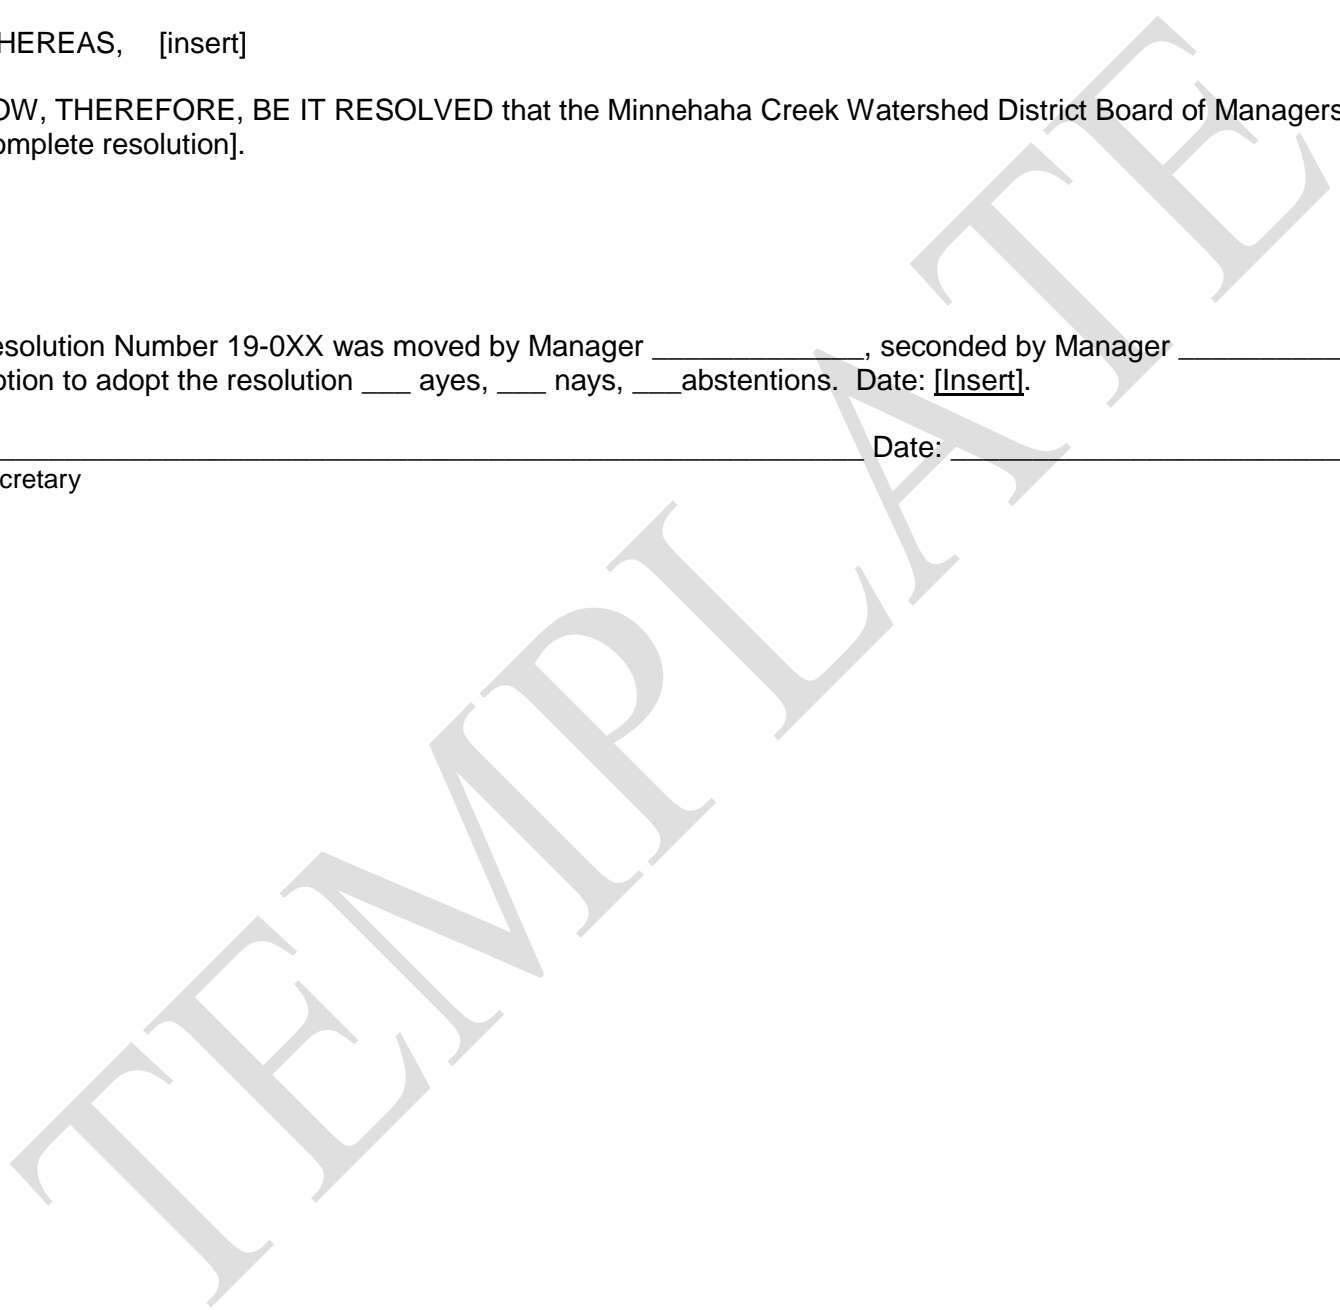 HEREAS, [insert]
OW, THEREFORE, BE IT RESOLVED that the Minnehaha Creek Watershed District Board of Managers
omplete resolution].
esolution Number 19-0XX was moved by Manager _____________, seconded by Manager __________
otion to adopt the resolution ___ ayes, ___ nays, ___abstentions. Date: [Insert].
_____________________________________________________ Date: ________________________
cretary
TEMPLATE